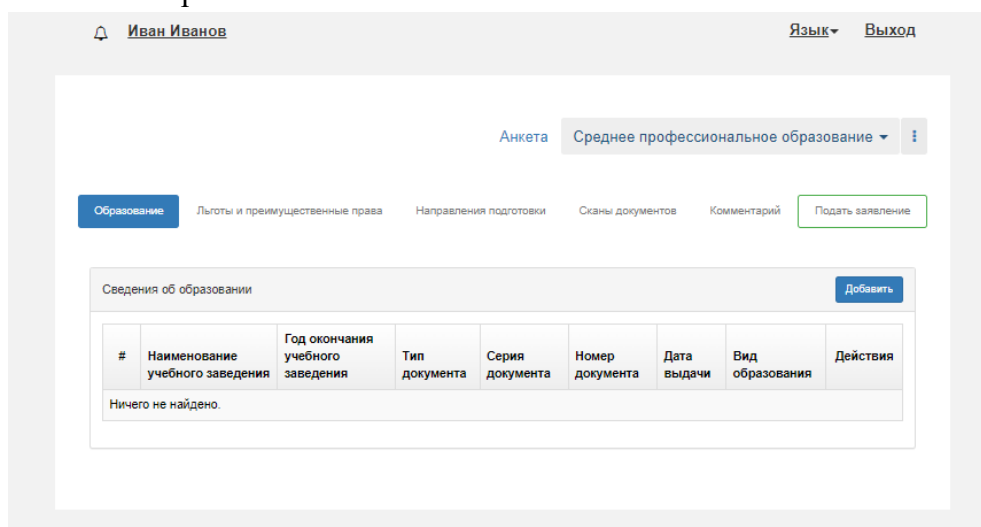 Иван Иванов Язык Выход
Анкета Среднее профессиональное образование
Образование Льготы и преимущественные права Направления подготовки Сканы документов Комментарий Подать заявление
Сведения об образовании Добавить
# Наименование учебного заведения Год окончания учебного заведения Тип документа Серия документа Номер документа Дата выдачи Вид образования Действия
Ничего не найдено.